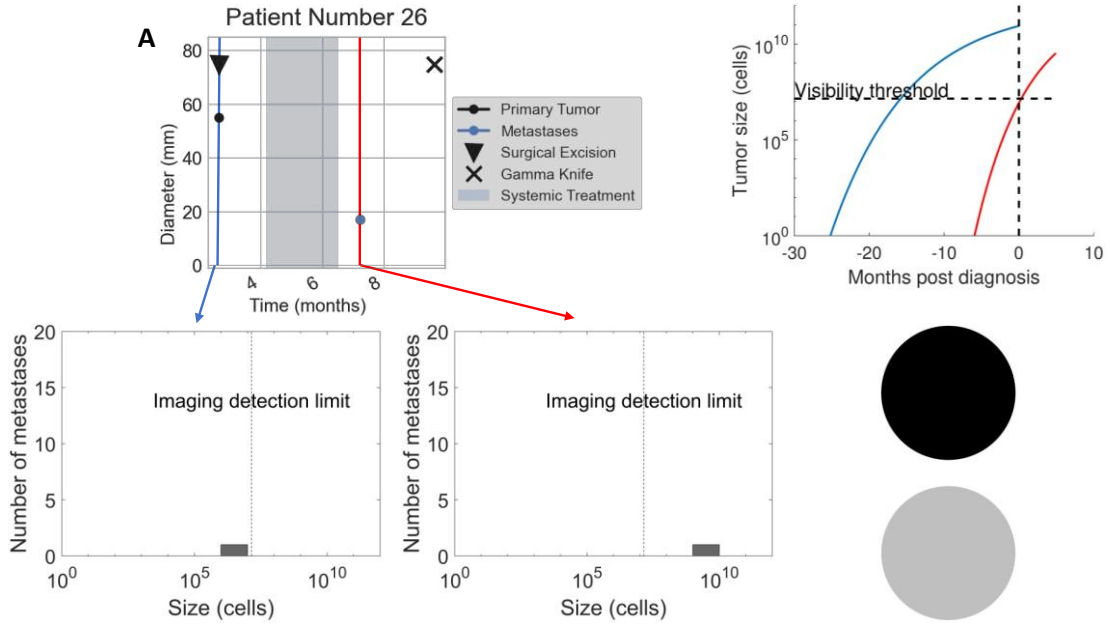 Patient Number 26
A
Diameter (mm)
80
60
40
20
0
4
6
8
Time (months)
Primary Tumor
Metastases
Surgical Excision
Gamma Knife
Systemic Treatment
Tumor size (cells)
10^10
10^5
10^0
Visibility threshold
-30
-20
-10
0
10
Months post diagnosis
Number of metastases
20
15
10
5
0
Imaging detection limit
10^0
10^5
10^10
Size (cells)
Number of metastases
20
15
10
5
0
Imaging detection limit
10^0
10^5
10^10
Size (cells)